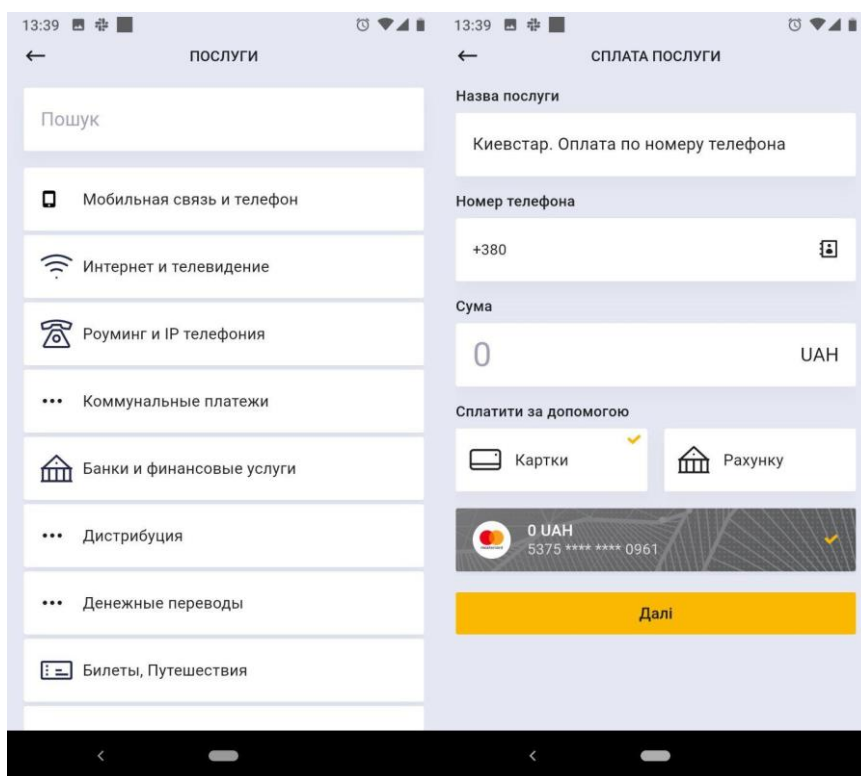 13:39
ПОСЛУГИ
Пошук
Мобильная связь и телефон
Интернет и телевидение
Роуминг и IP телефония
Коммунальные платежи
Банки и финансовые услуги
Дистрибуция
Денежные переводы
Билеты, Путешествия
13:39
СПЛАТА ПОСЛУГИ
Назва послуги
Киевстар. Оплата по номеру телефона
Номер телефона
+380
Сума
0 UAH
Сплатити за допомогою
Картки Рахунку
0 UAH
5375 **** **** 0961
Далі